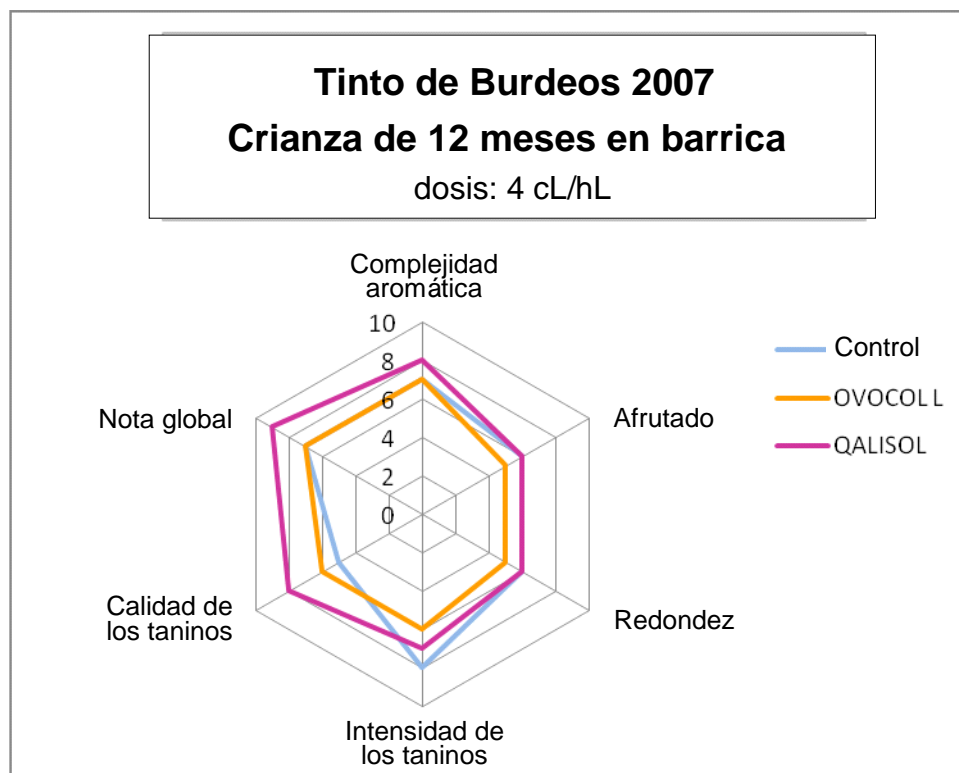 Tinto de Burdeos 2007
Crianza de 12 meses en barrica
dosis: 4 cL/hL
Complejidad
aromática
10
8
6
4
2
0
Control
OVOCOL L
QALISOL
Nota global
Afrutado
Calidad de
los taninos
Redondez
Intensidad de
los taninos